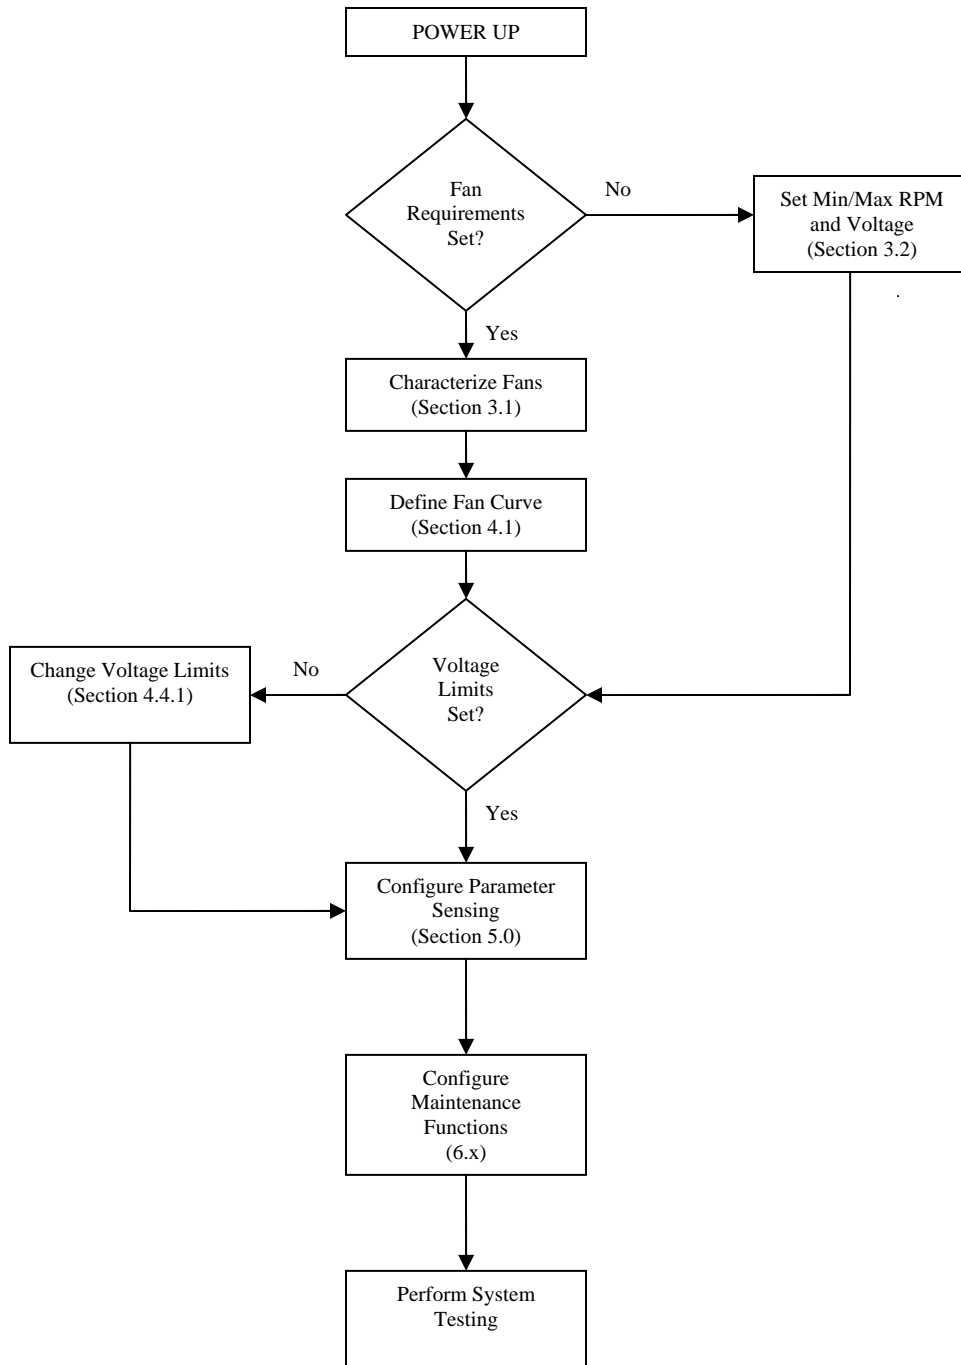 POWER UP
Fan
Requirements
Set?
No
Set Min/Max RPM
and Voltage
(Section 3.2)
.
Yes
Characterize Fans
(Section 3.1)
Define Fan Curve
(Section 4.1)
Change Voltage Limits
(Section 4.4.1)
No
Voltage
Limits
Set?
Yes
Configure Parameter
Sensing
(Section 5.0)
Configure
Maintenance
Functions
(6.x)
Perform System
Testing